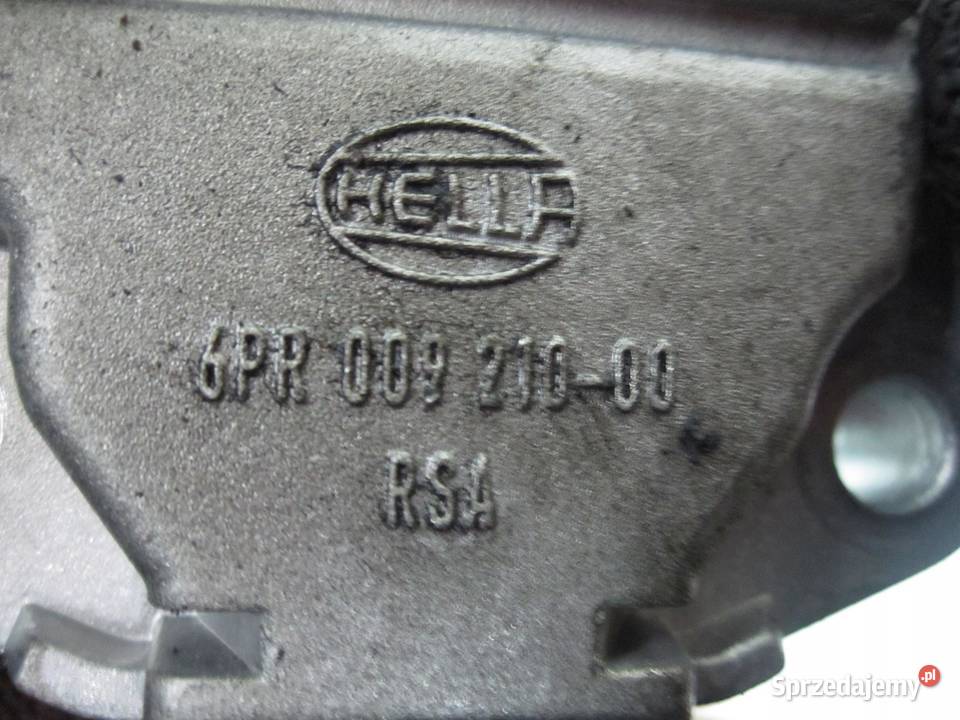 HELLA
6PR 009 210-00
RSA
Sprzedajemy.pl